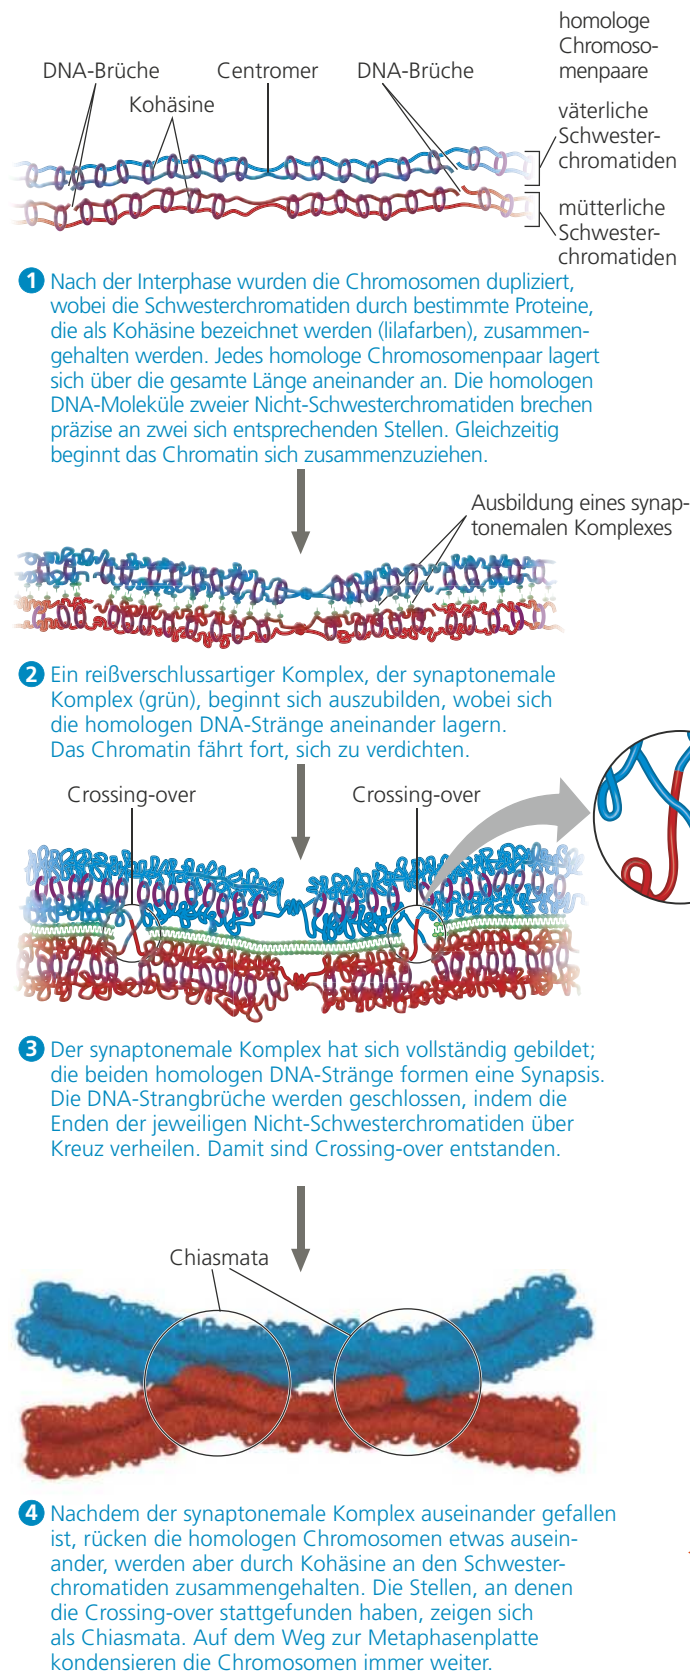 homologe
Chromoso-
menpaare
DNA-Brüche
Centromer
DNA-Brüche
Kohäsine
väterliche
Schwester-
chromatiden
mütterliche
Schwester-
chromatiden
1 Nach der Interphase wurden die Chromosomen dupliziert,
wobei die Schwesterchromatiden durch bestimmte Proteine,
die als Kohäsine bezeichnet werden (lilafarben), zusammen-
gehalten werden. Jedes homologe Chromosomenpaar lagert
sich über die gesamte Länge aneinander an. Die homologen
DNA-Moleküle zweier Nicht-Schwesterchromatiden brechen
präzise an zwei sich entsprechenden Stellen. Gleichzeitig
beginnt das Chromatin sich zusammenzuziehen.
Ausbildung eines synap-
tonemalen Komplexes
2 Ein reißverschlussartiger Komplex, der synaptonemale
Komplex (grün), beginnt sich auszubilden, wobei sich
die homologen DNA-Stränge aneinander lagern.
Das Chromatin fährt fort, sich zu verdichten.
Crossing-over
Crossing-over
3 Der synaptonemale Komplex hat sich vollständig gebildet;
die beiden homologen DNA-Stränge formen eine Synapsis.
Die DNA-Strangbrüche werden geschlossen, indem die
Enden der jeweiligen Nicht-Schwesterchromatiden über
Kreuz verheilen. Damit sind Crossing-over entstanden.
Chiasmata
4 Nachdem der synaptonemale Komplex auseinander gefallen
ist, rücken die homologen Chromosomen etwas ausein-
ander, werden aber durch Kohäsine an den Schwester-
chromatiden zusammengehalten. Die Stellen, an denen
die Crossing-over stattgefunden haben, zeigen sich
als Chiasmata. Auf dem Weg zur Metaphasenplatte
kondensieren die Chromosomen immer weiter.